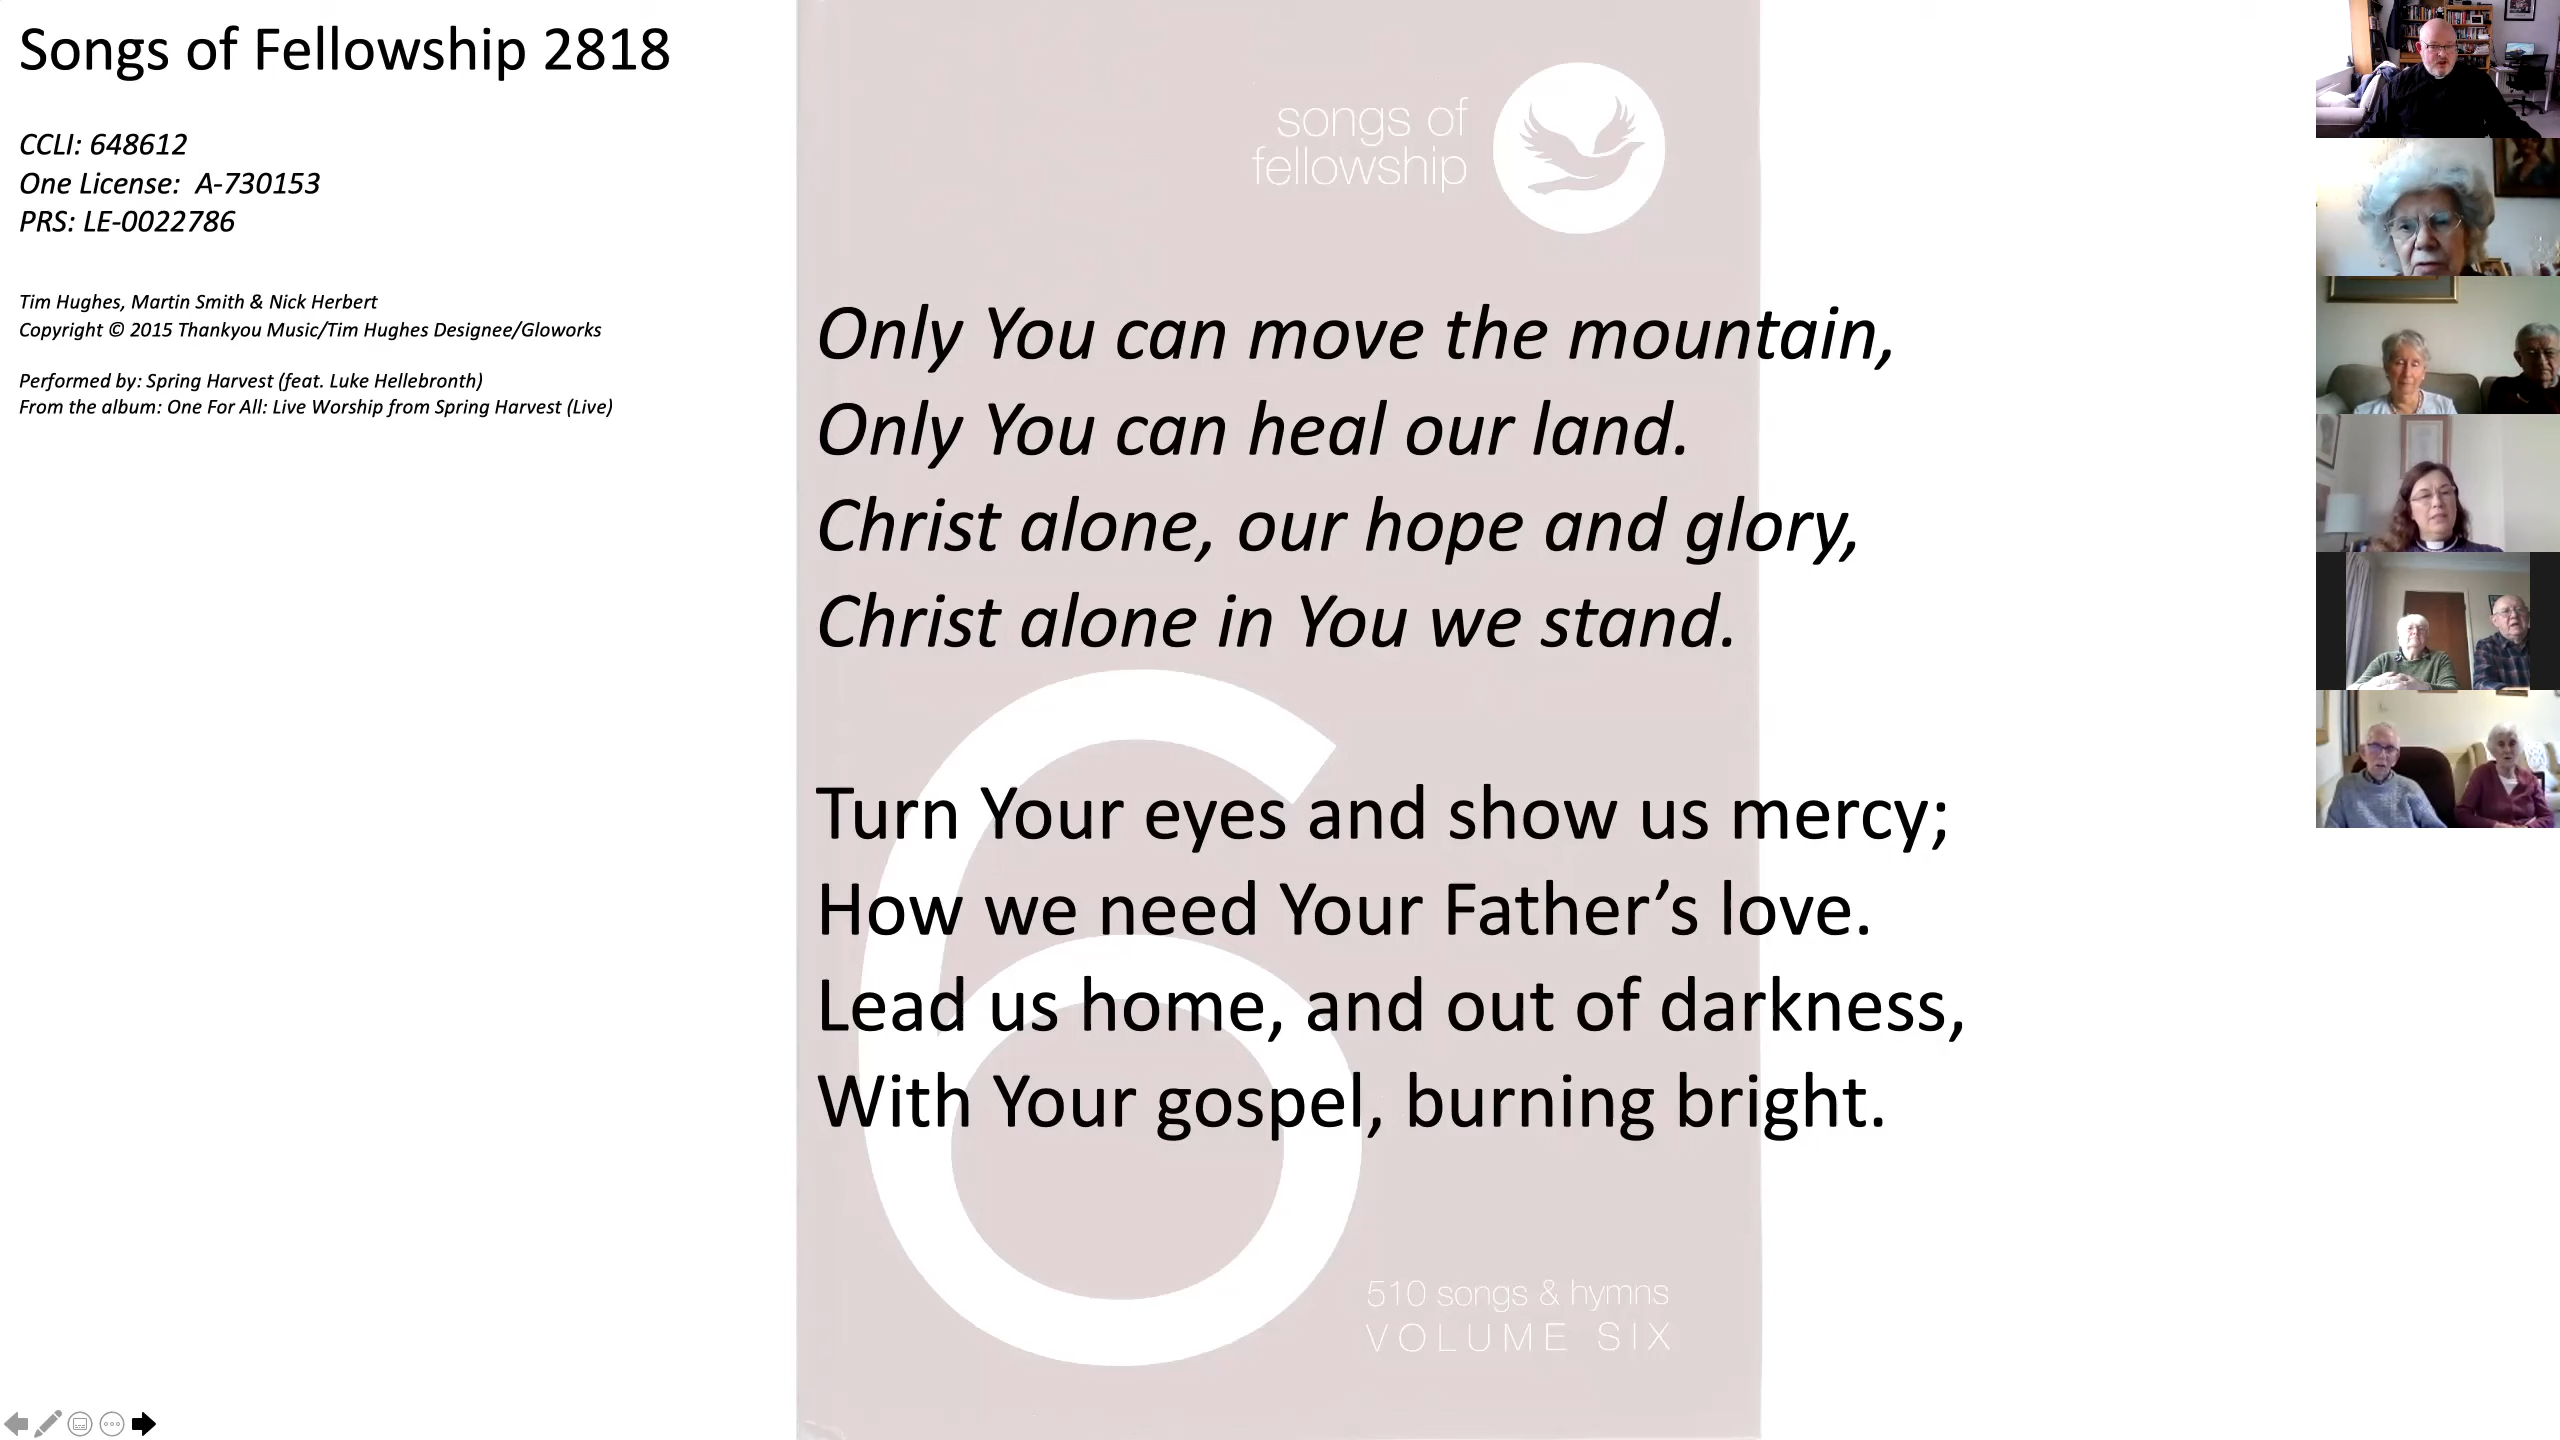 Songs of Fellowship 2818
CCLI: 648612
One License: A-730153
PRS: LE-0022786
Tim Hughes, Martin Smith & Nick Herbert
Copyright © 2015 Thankyou Music/Tim Hughes Designee/Gloworks
Performed by: Spring Harvest (feat. Luke Hellebronth)
From the album: One For All: Live Worship from Spring Harvest (Live)
songs of
fellowship
Only You can move the mountain,
Only You can heal our land.
Christ alone, our hope and glory,
Christ alone in You we stand.
Turn Your eyes and show us mercy;
How we need Your Father’s love.
Lead us home, and out of darkness,
With Your gospel, burning bright.
6
510 songs & hymns
VOLUME SIX